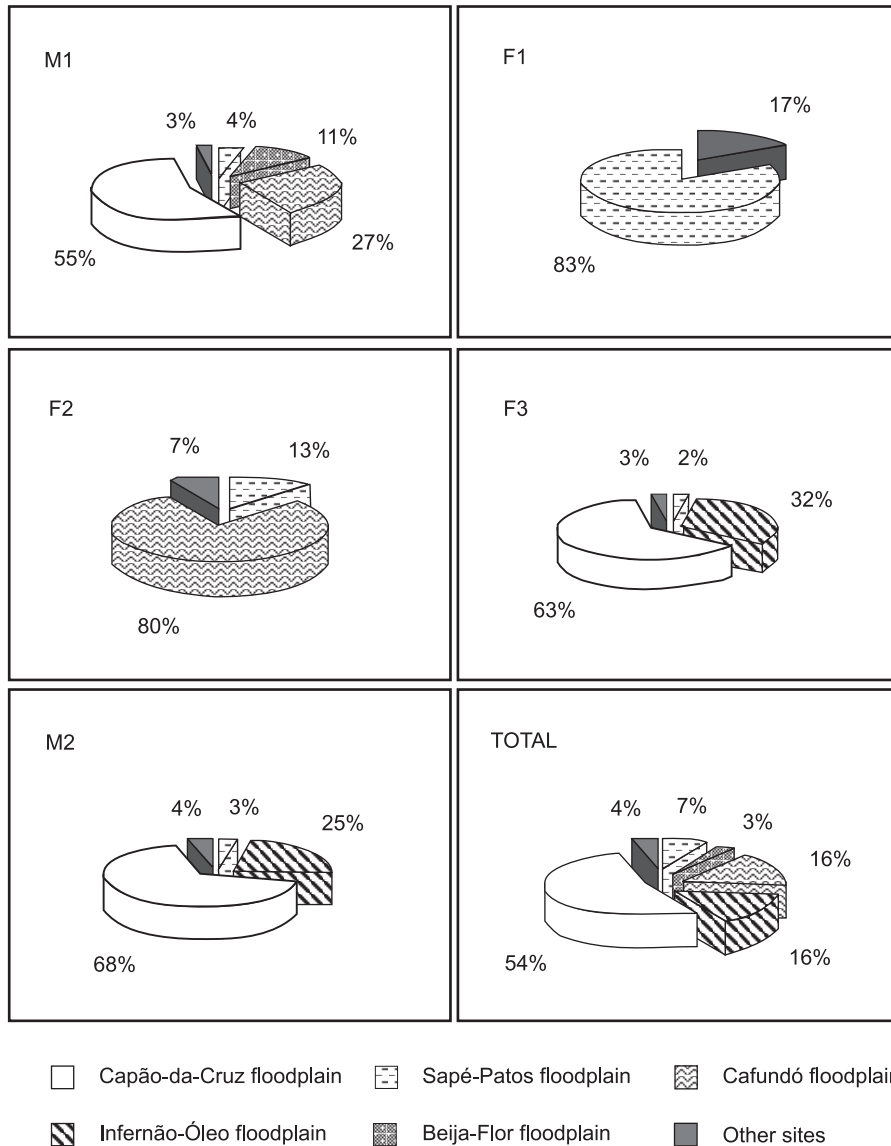 M1
3% 4%
11%
55%
27%
F1
17%
83%
F2
7% 13%
80%
F3
3% 2%
32%
63%
M2
4% 3%
25%
68%
TOTAL
4% 7%
3%
16%
54%
16%
Capão-da-Cruz floodplain Sapé-Patos floodplain Cafundó floodplain
Infernão-Óleo floodplain Beija-Flor floodplain Other sites